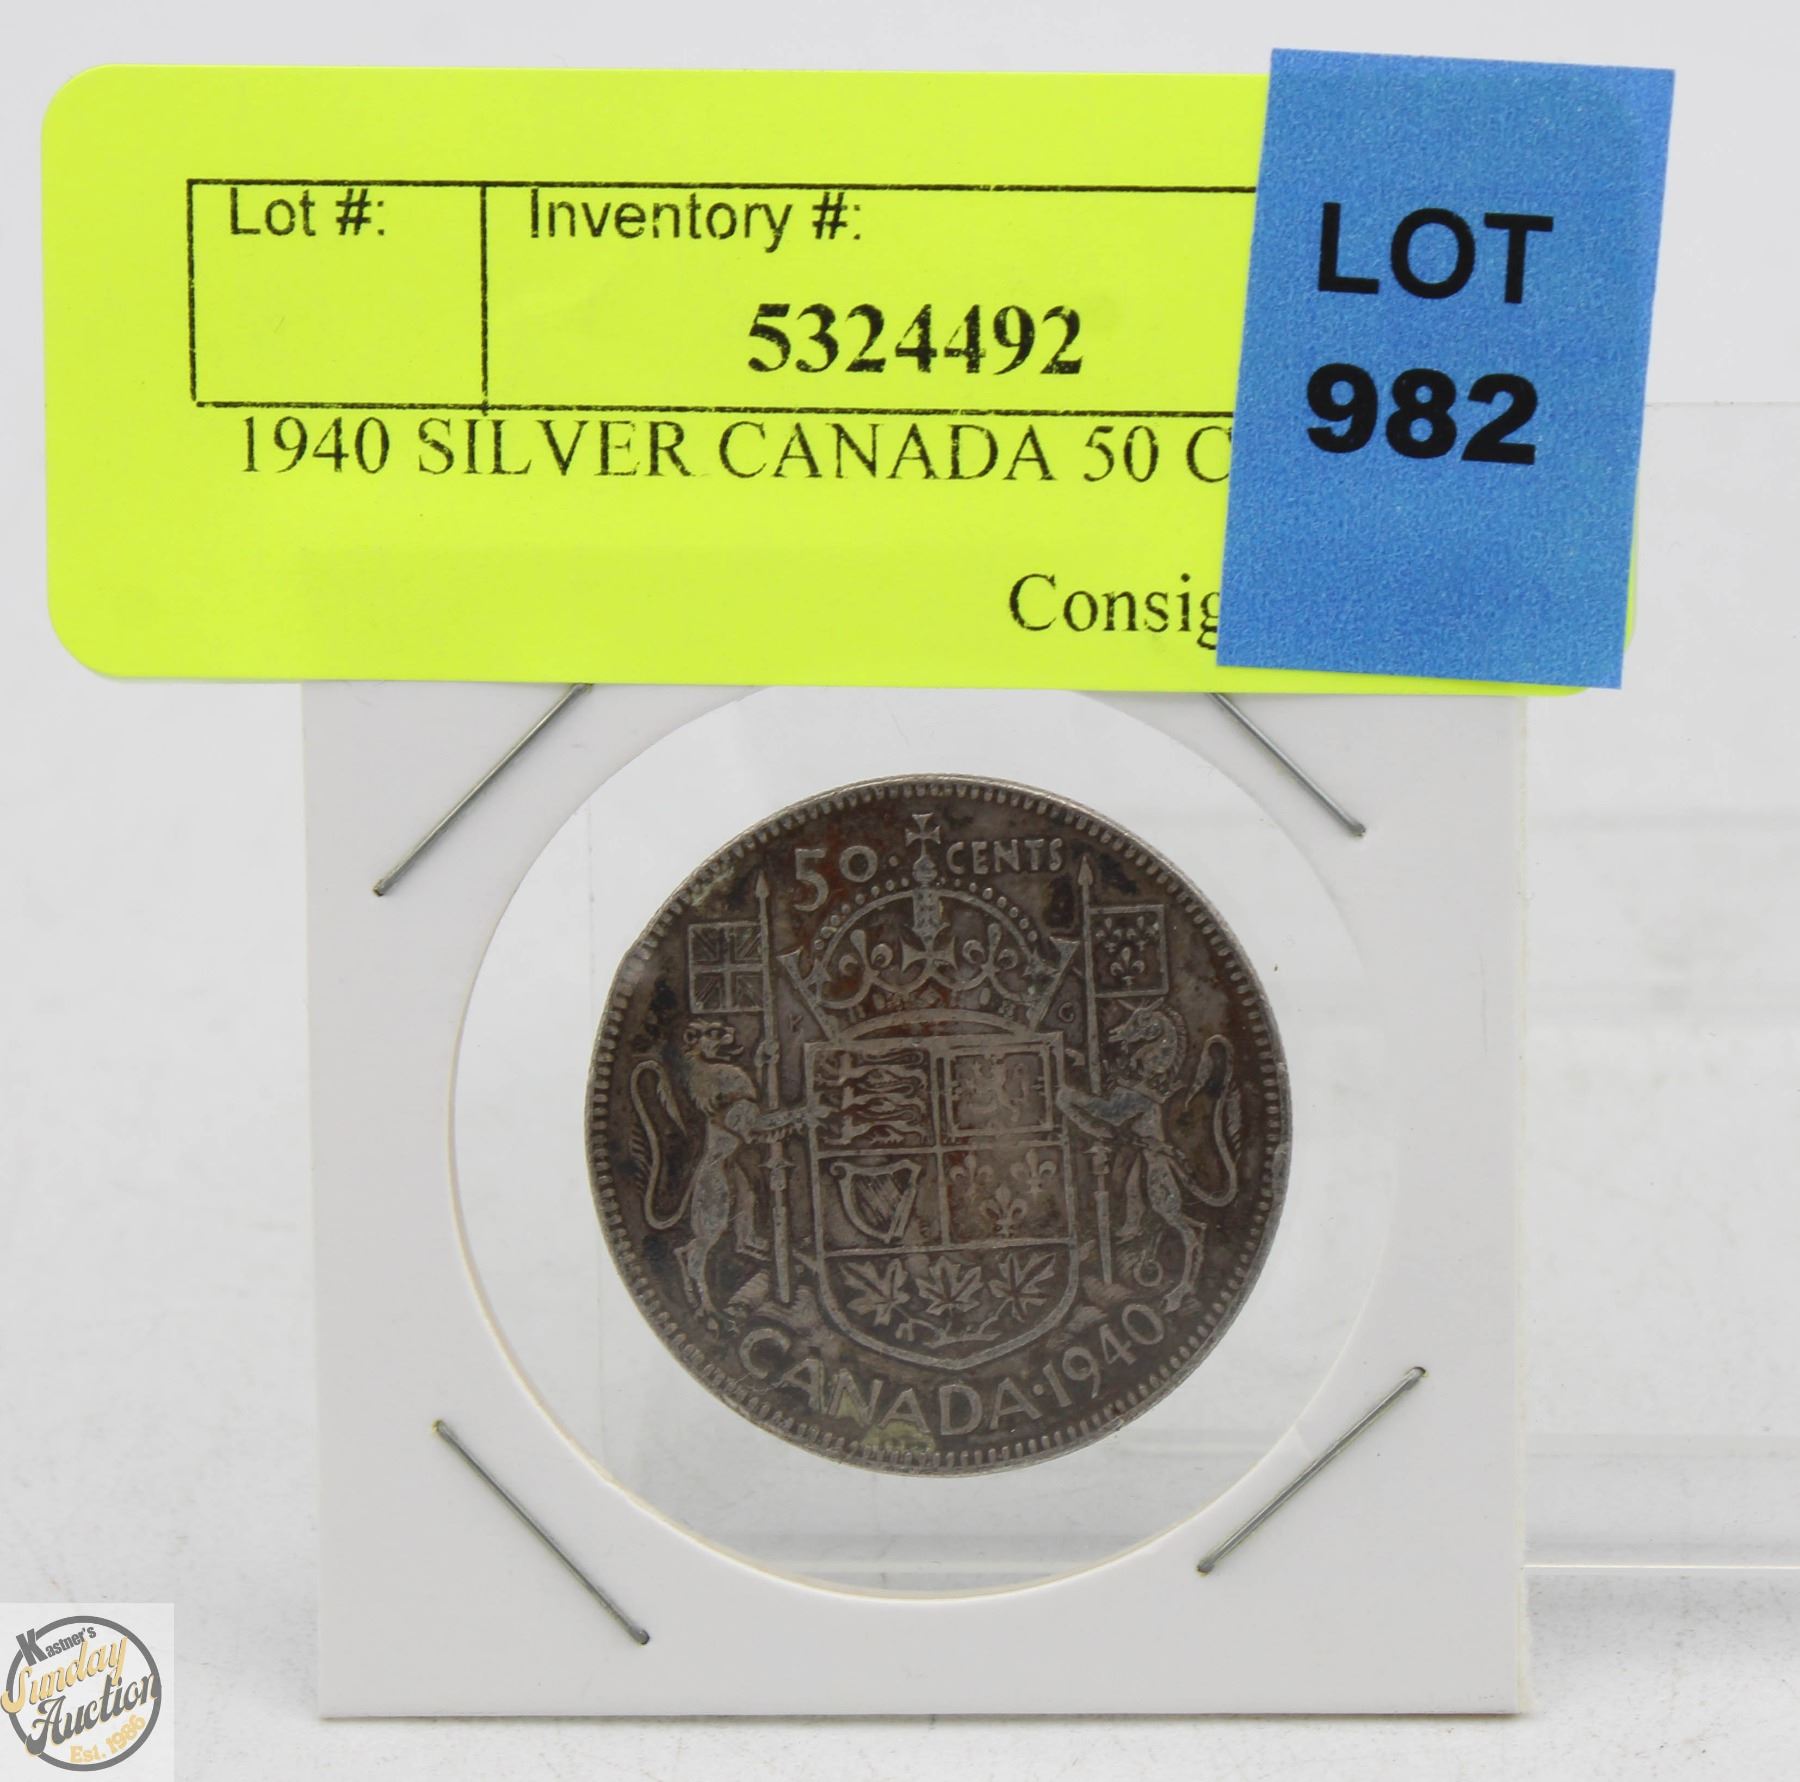 Lot #:
Inventory #:
LOT
982
5324492
1940 SILVER CANADA 50 C
Consig
50 CENTS
K G
CANADA·1940
Kastner's
Sunday
Auction
Est. 1986